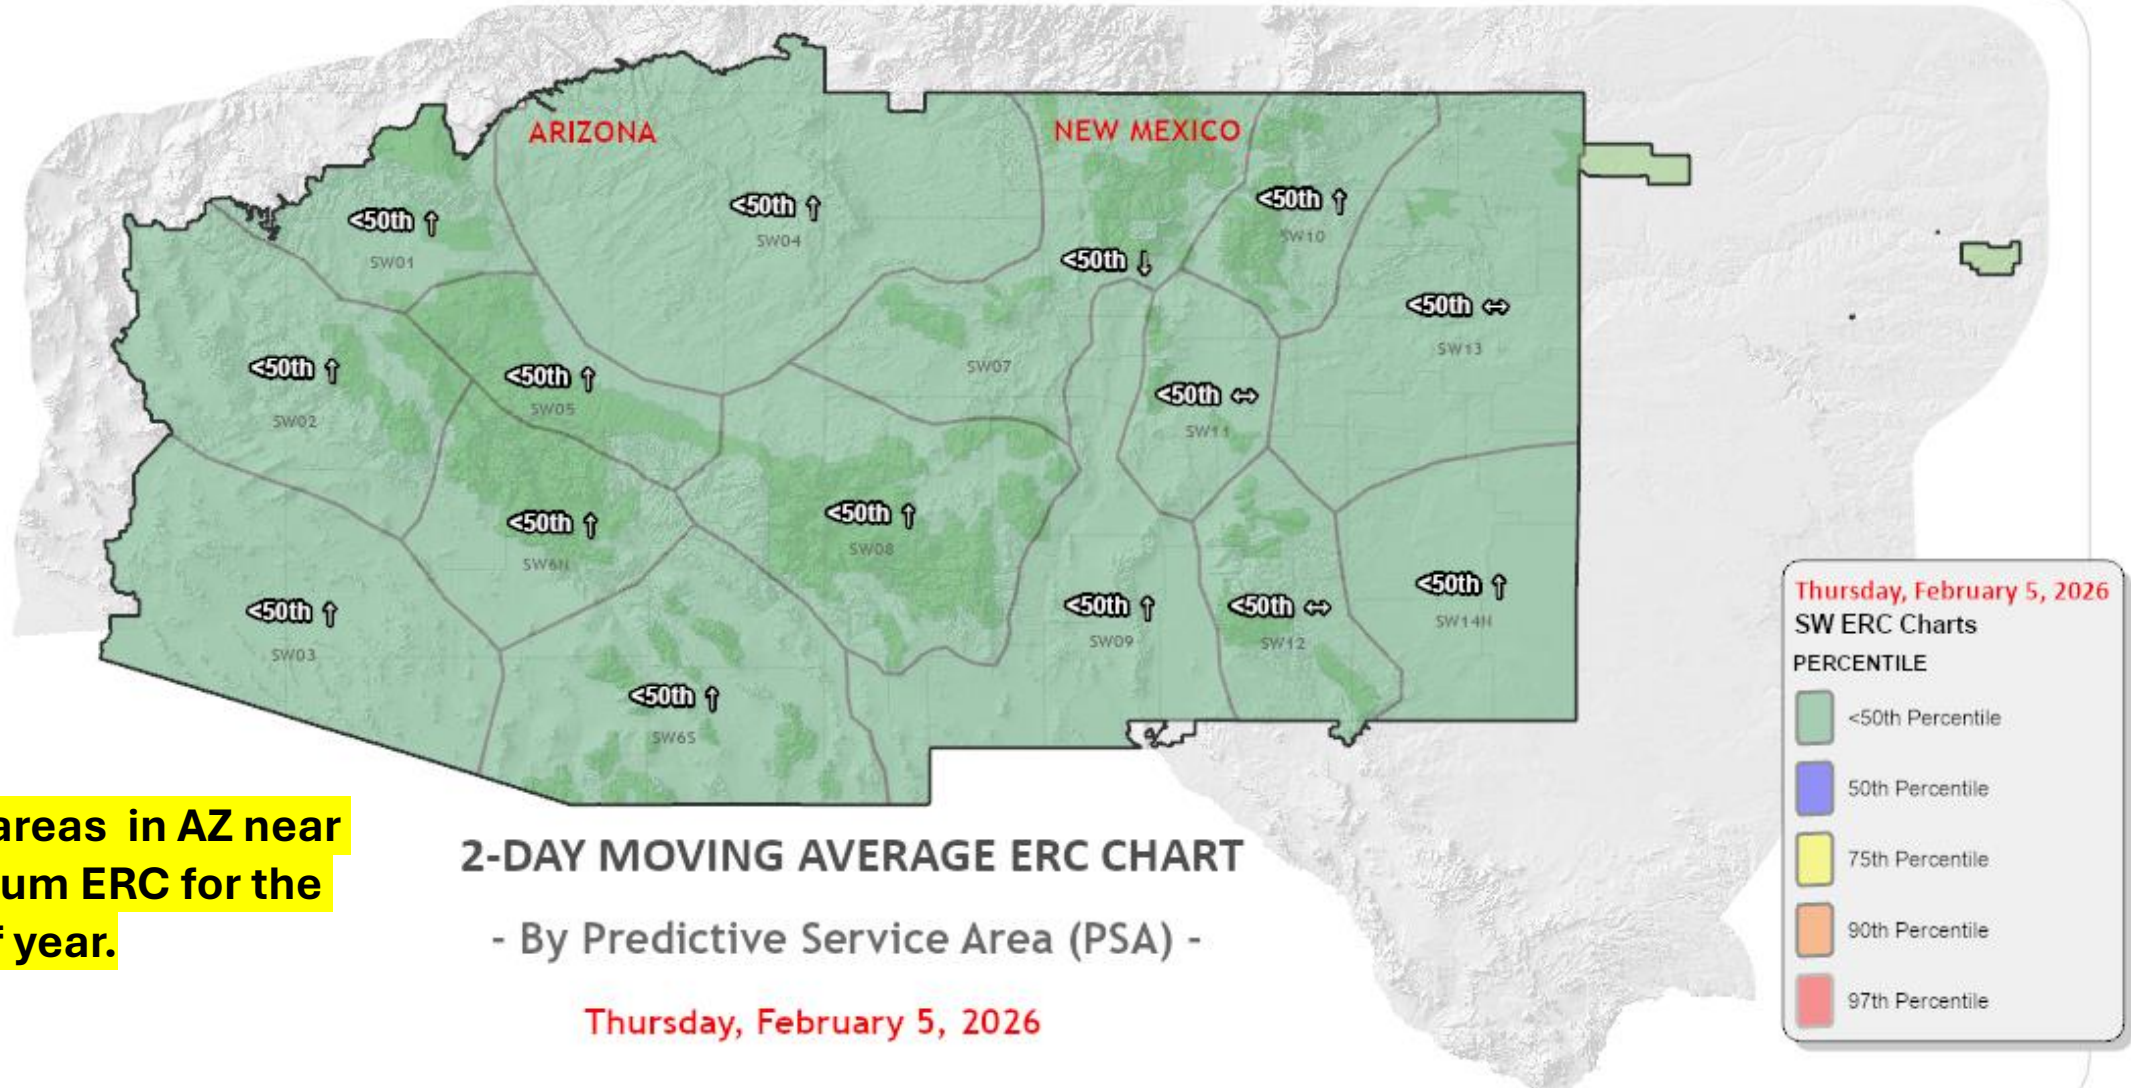 ARIZONA
NEW MEXICO
<50th ↑
SW01
<50th ↑
SW04
<50th ↓
<50th ↑
SW10
<50th ↔
SW13
<50th ↑
SW02
<50th ↑
SW05
SW07
<50th ↔
SW11
<50th ↑
SW6N
<50th ↑
SW08
<50th ↑
SW03
<50th ↑
SW09
<50th ↔
SW12
<50th ↑
SW14N
<50th ↑
SW6S
areas in AZ near
um ERC for the
year.
2-DAY MOVING AVERAGE ERC CHART
- By Predictive Service Area (PSA) -
Thursday, February 5, 2026
Thursday, February 5, 2026
SW ERC Charts
PERCENTILE
<50th Percentile
50th Percentile
75th Percentile
90th Percentile
97th Percentile